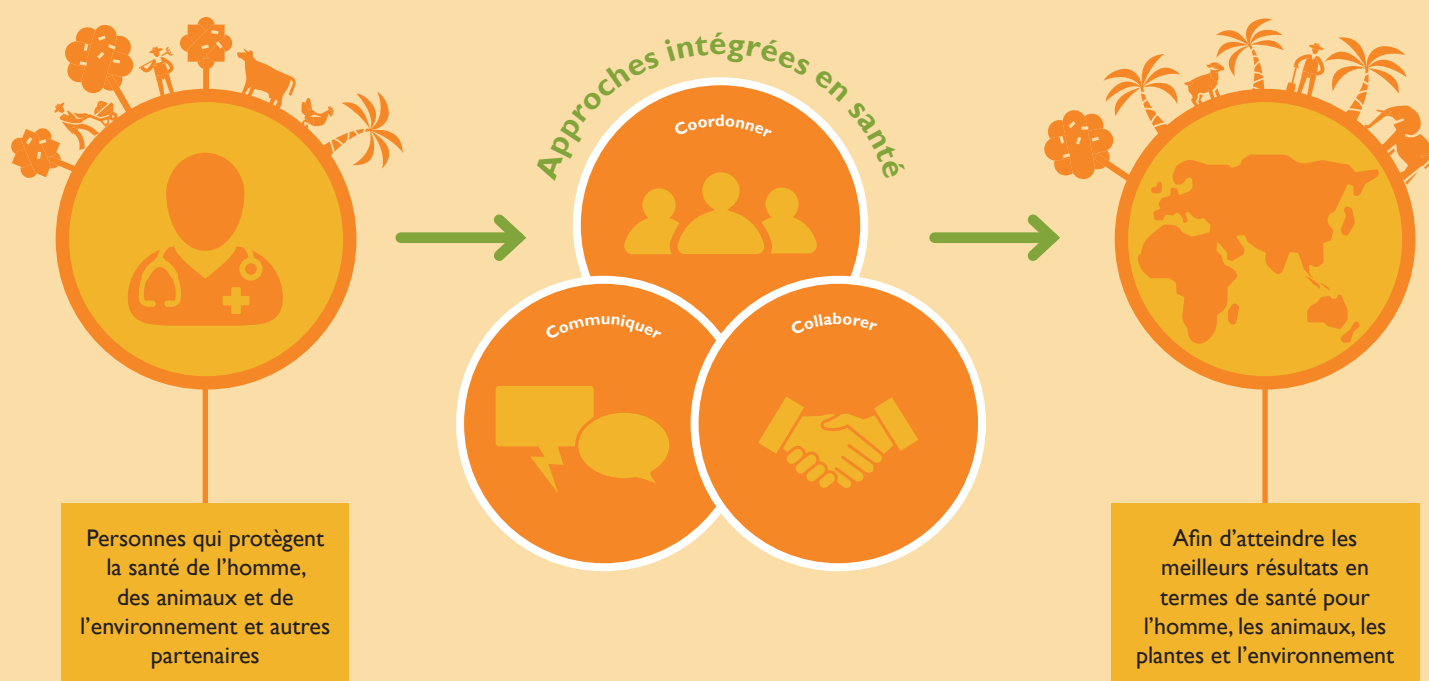 Approches intégrées en santé
Coordonner
Communiquer
Collaborer
Personnes qui protègent
la santé de l’homme,
des animaux et de
l’environnement et autres
partenaires
Afin d’atteindre les
meilleurs résultats en
termes de santé pour
l’homme, les animaux, les
plantes et l’environnement